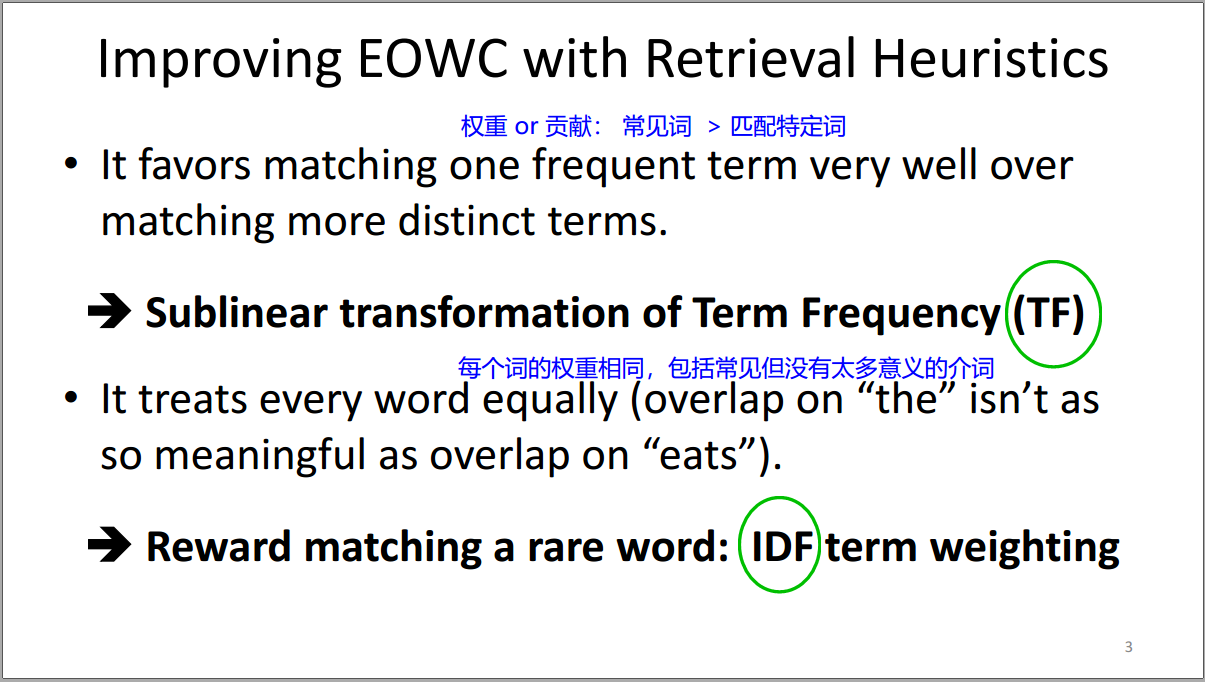 Improving EOWC with Retrieval Heuristics
权重 or 贡献： 常见词 > 匹配特定词
• It favors matching one frequent term very well over
matching more distinct terms.
➔ Sublinear transformation of Term Frequency (TF)
每个词的权重相同，包括常见但没有太多意义的介词
• It treats every word equally (overlap on “the” isn’t as
so meaningful as overlap on “eats”).
➔ Reward matching a rare word: IDF term weighting
3